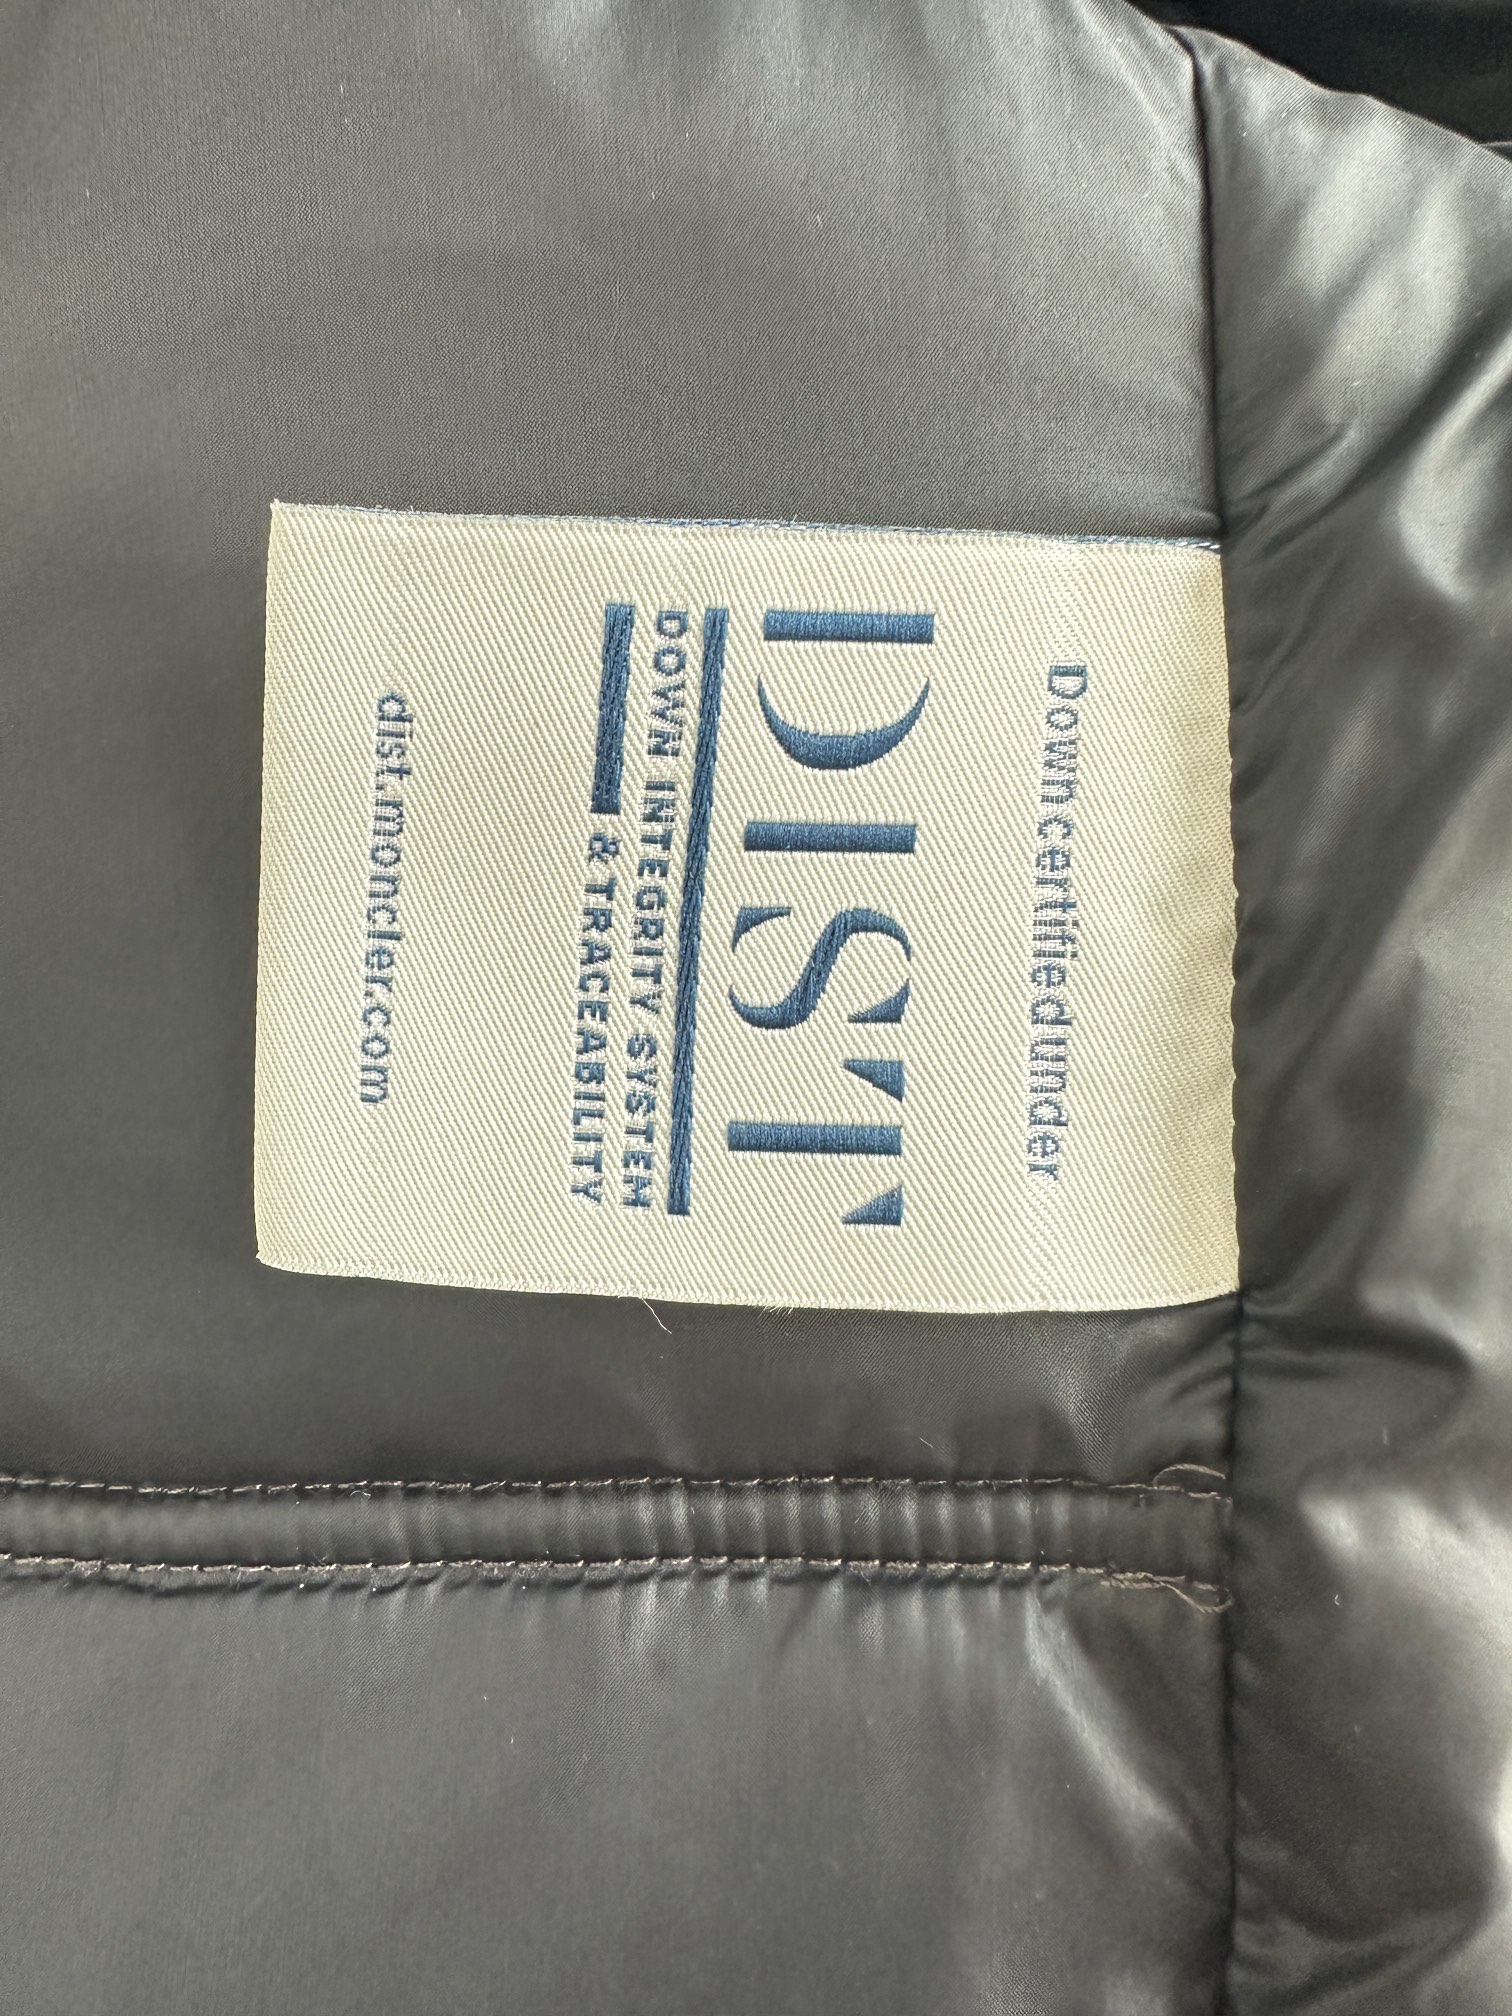 Down certified under
DIST
DOWN INTEGRITY SYSTEM
& TRACEABILITY
dist.moncler.com